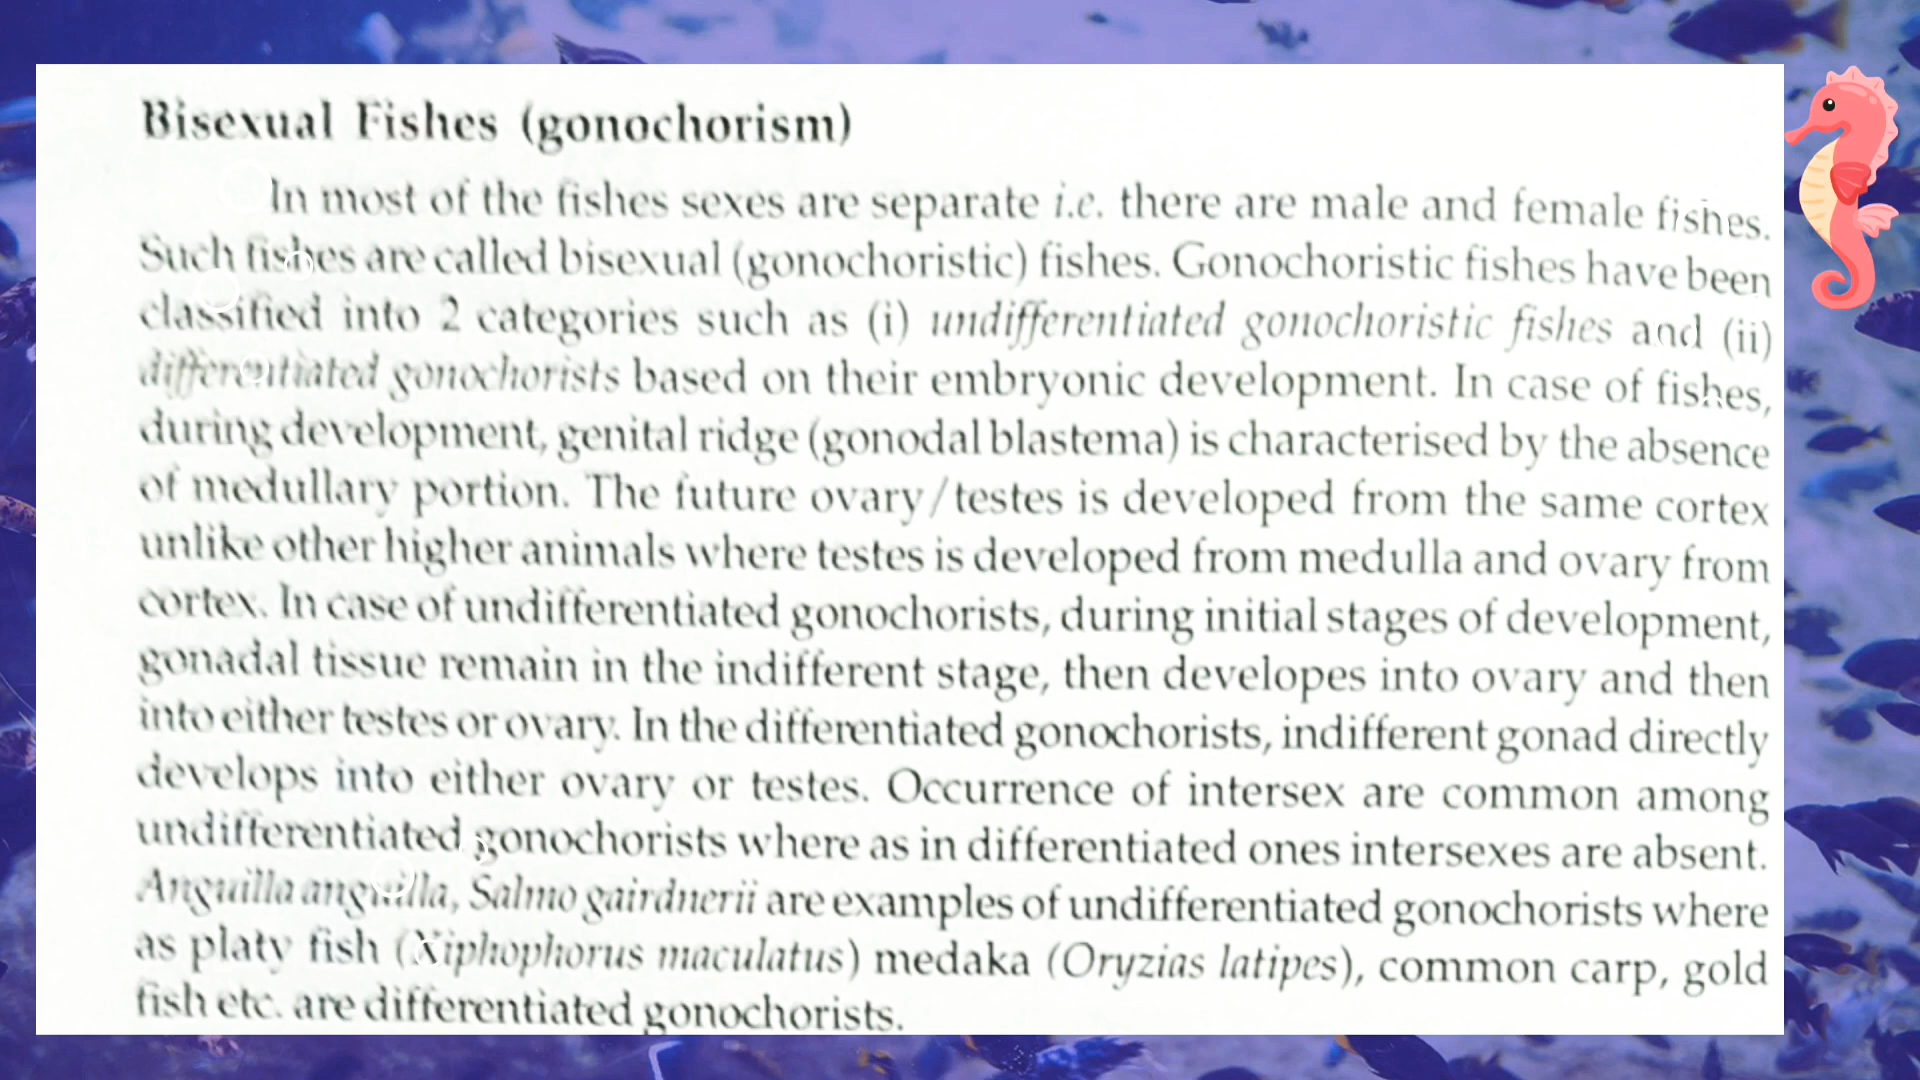 Bisexual Fishes (gonochorism)
In most of the fishes sexes are separate i.e. there are male and female fishes.
Such fishes are called bisexual (gonochoristic) fishes. Gonochoristic fishes have been
classified into 2 categories such as (i) undifferentiated gonochoristic fishes and (ii)
differentiated gonochorists based on their embryonic development. In case of fishes,
during development, genital ridge (gonodal blastema) is characterised by the absence
of medullary portion. The future ovary/testes is developed from the same cortex
unlike other higher animals where testes is developed from medulla and ovary from
cortex. In case of undifferentiated gonochorists, during initial stages of development,
gonadal tissue remain in the indifferent stage, then developes into ovary and then
into either testes or ovary. In the differentiated gonochorists, indifferent gonad directly
develops into either ovary or testes. Occurrence of intersex are common among
undifferentiated gonochorists where as in differentiated ones intersexes are absent.
Anguilla anguilla, Salmo gairdnerii are examples of undifferentiated gonochorists where
as platy fish (Xiphophorus maculatus) medaka (Oryzias latipes), common carp, gold
fish etc. are differentiated gonochorists.